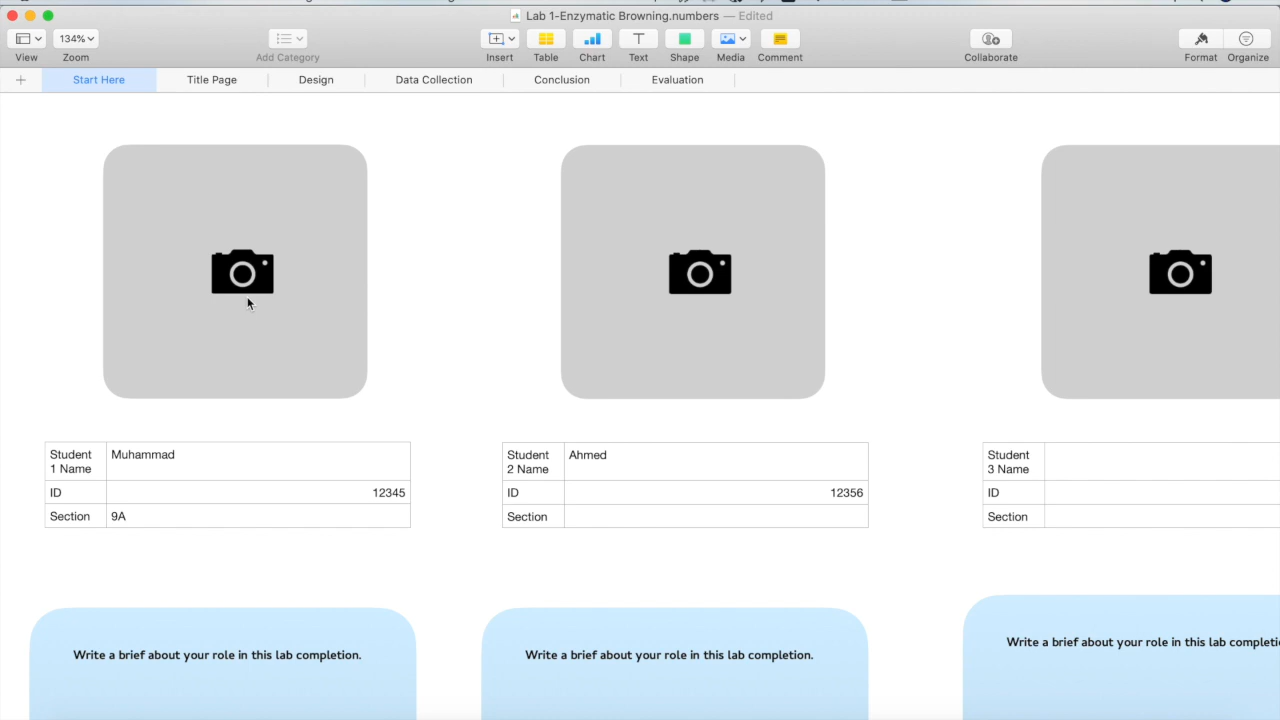 Lab 1-Enzymatic Browning.numbers — Edited
134%
View
Zoom
Add Category
Insert
Table
Chart
Text
Shape
Media
Comment
Collaborate
Format
Organize
Start Here
Title Page
Design
Data Collection
Conclusion
Evaluation
Student 1 Name
Muhammad
ID
12345
Section
9A
Student 2 Name
Ahmed
ID
12356
Section
Student 3 Name
ID
Section
Write a brief about your role in this lab completion.
Write a brief about your role in this lab completion.
Write a brief about your role in this lab